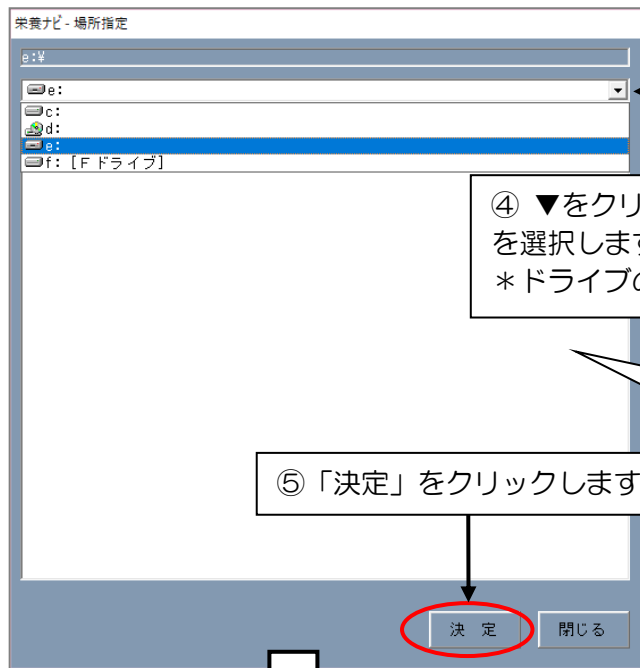 栄養ナビ - 場所指定
e:¥
e:
c:
d:
e:
f: [Fドライブ]
④ ▼をクリ
を選択しま
＊ドライブの
⑤「決定」をクリックします
決 定
閉じる